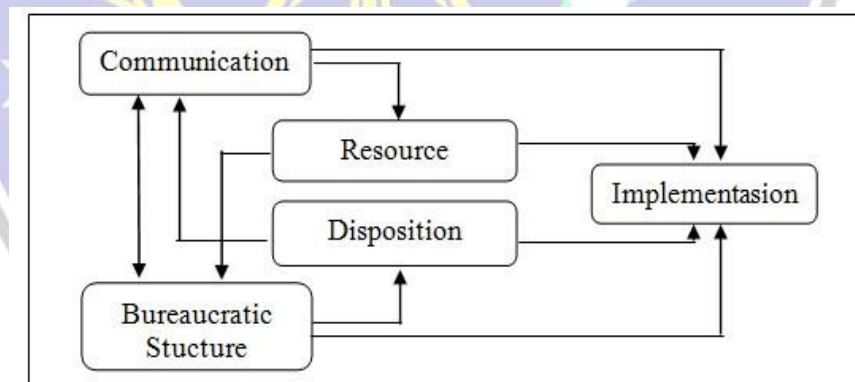 Communication
Resource
Implementasion
Disposition
Bureaucratic
Stucture